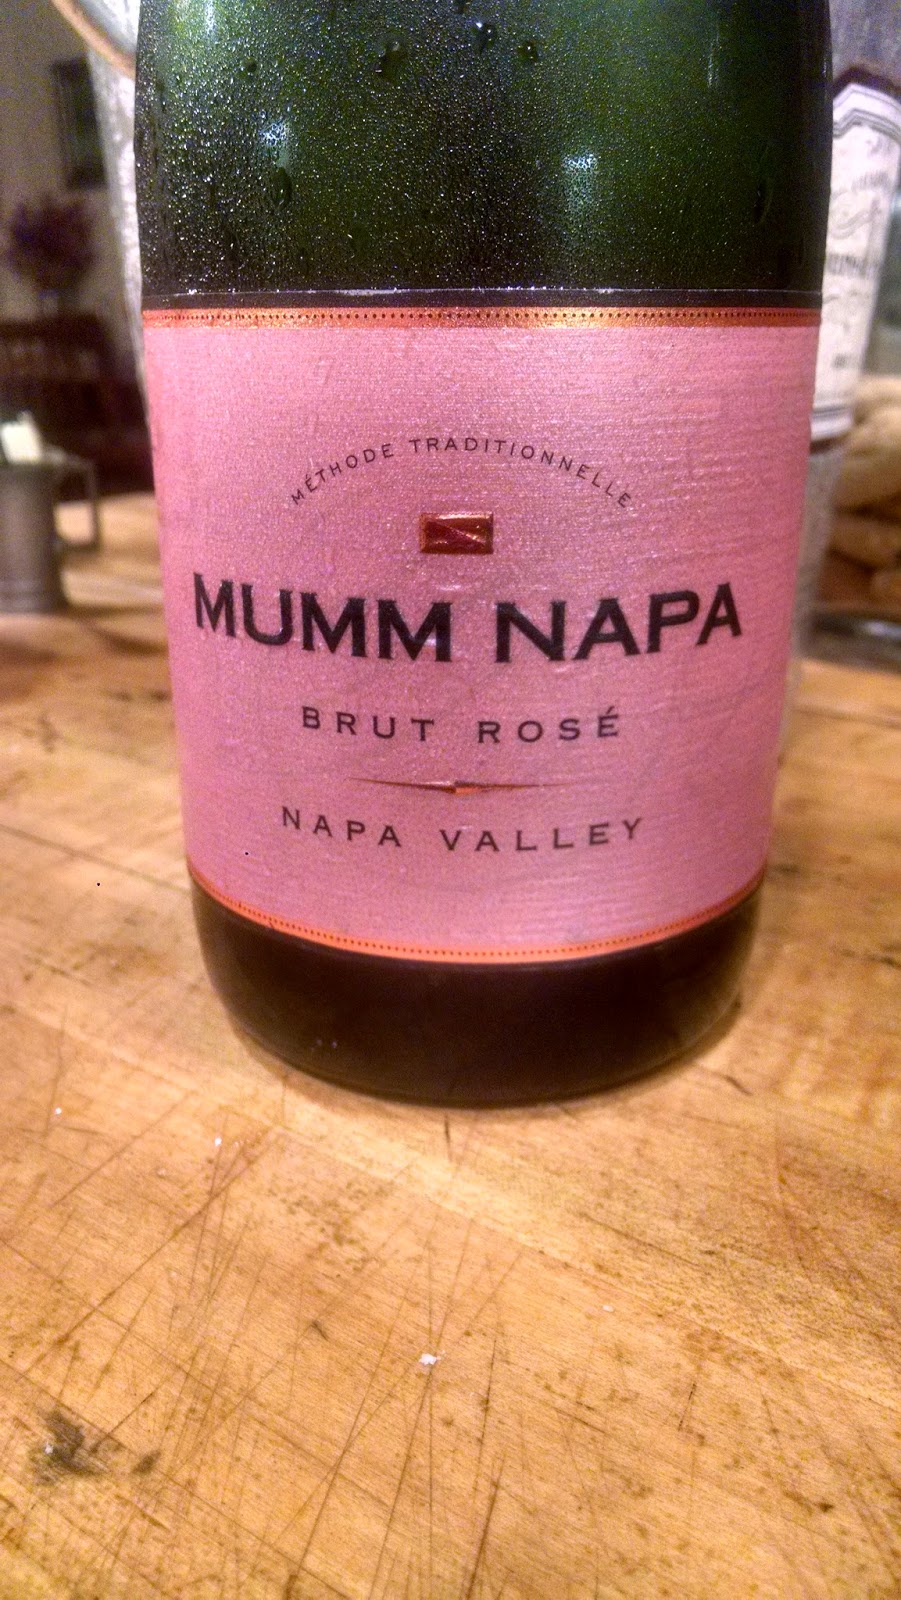 MÉTHODE TRADITIONNELLE
MUMM NAPA
BRUT ROSÉ
NAPA VALLEY